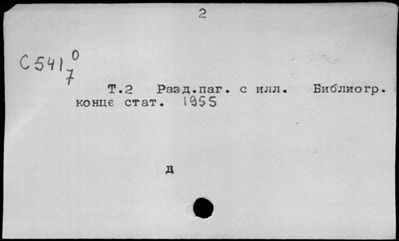 2
С541 0/7
Т.2 Разд.паг. с илл. Библиогр.
конце стат. 1955
д